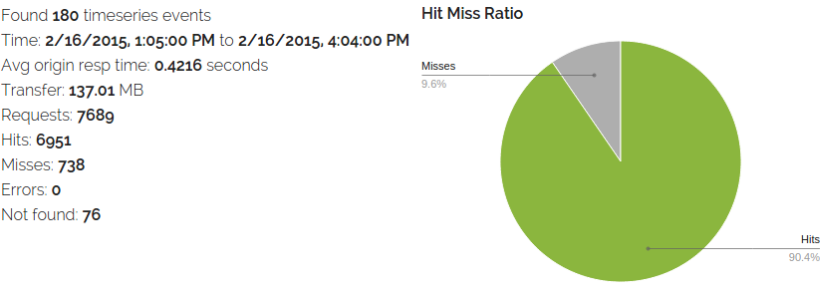 Found 180 timeseries events
Time: 2/16/2015, 1:05:00 PM to 2/16/2015, 4:04:00 PM
Avg origin resp time: 0.4216 seconds
Transfer: 137.01 MB
Requests: 7689
Hits: 6951
Misses: 738
Errors: 0
Not found: 76
Hit Miss Ratio
Misses
9.6%
Hits
90.4%